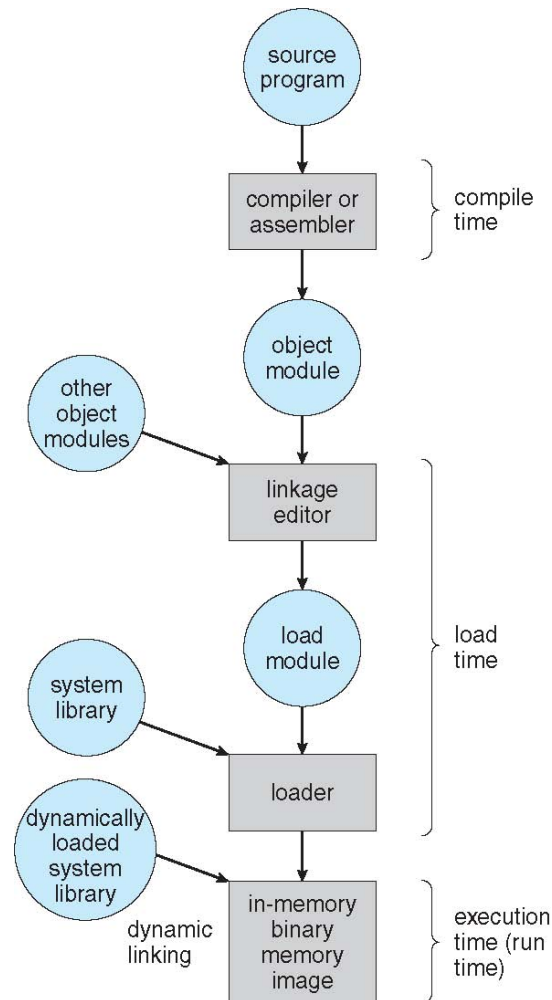 source
program
compiler or
assembler
compile
time
object
module
other
object
modules
linkage
editor
load
module
load
time
system
library
loader
dynamically
loaded
system
library
dynamic
linking
in-memory
binary
memory
image
execution
time (run
time)